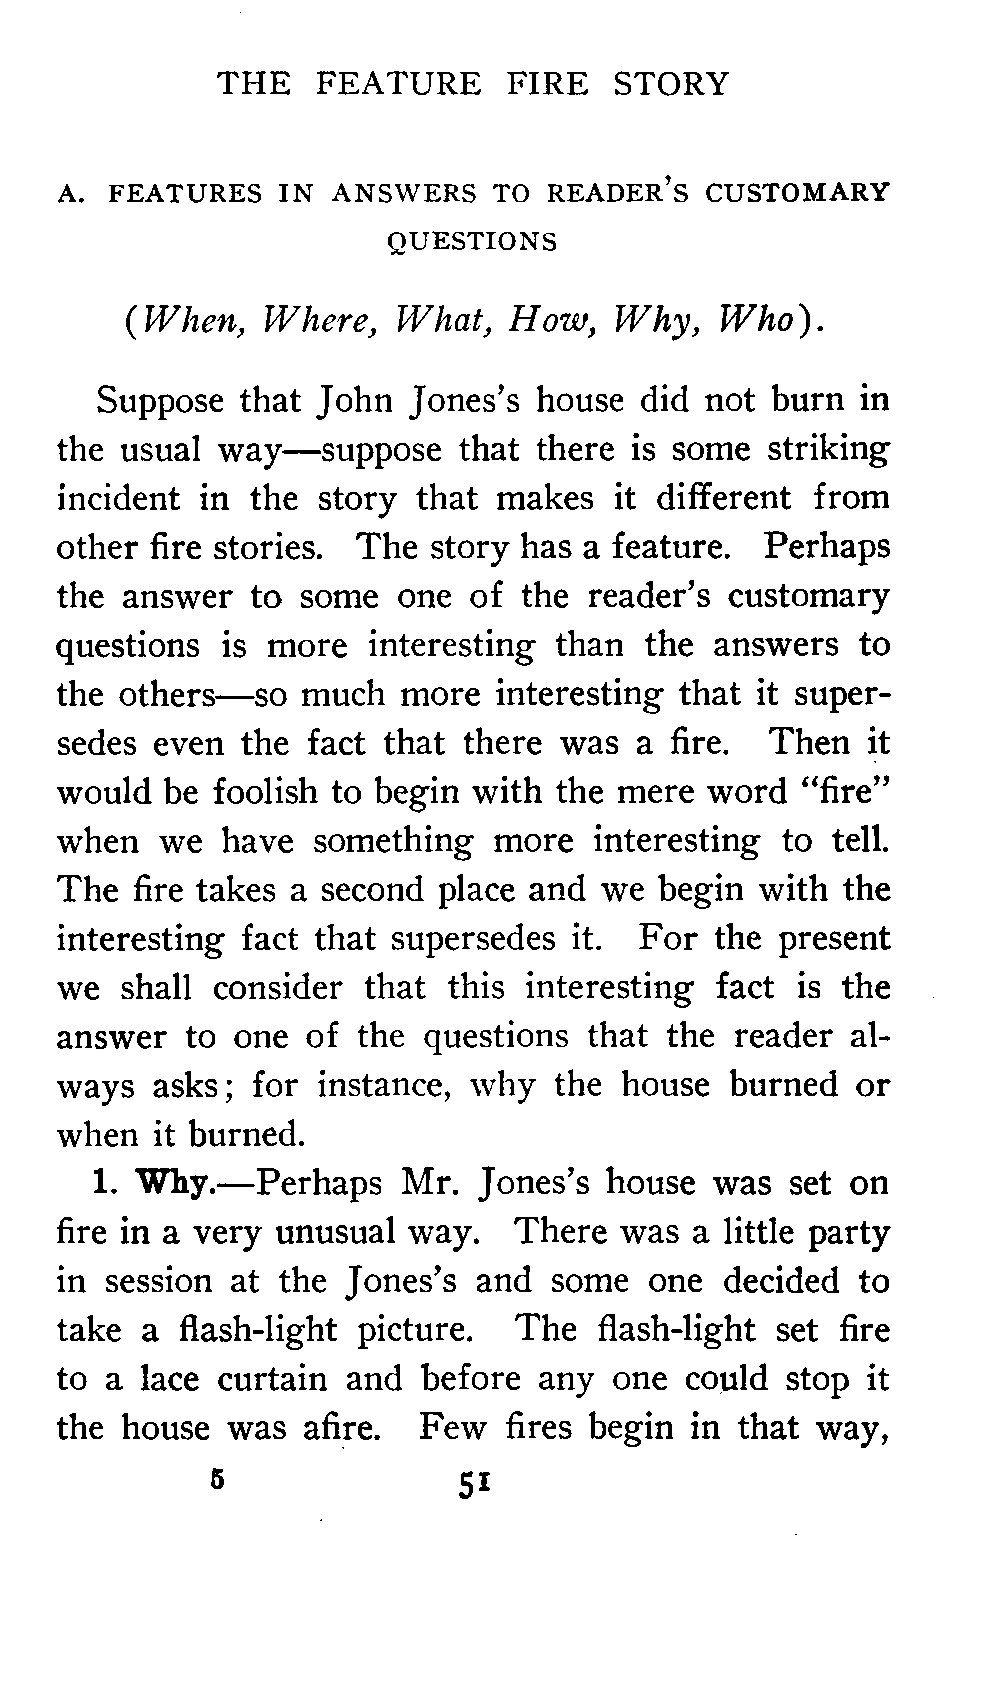 THE FEATURE FIRE STORY
A. FEATURES IN ANSWERS TO READER'S CUSTOMARY
QUESTIONS
(When, Where, What, How, Why, Who).
Suppose that John Jones's house did not burn in
the usual way—suppose that there is some striking
incident in the story that makes it different from
other fire stories. The story has a feature. Perhaps
the answer to some one of the reader's customary
questions is more interesting than the answers to
the others—so much more interesting that it super-
sedes even the fact that there was a fire. Then it
would be foolish to begin with the mere word "fire"
when we have something more interesting to tell.
The fire takes a second place and we begin with the
interesting fact that supersedes it. For the present
we shall consider that this interesting fact is the
answer to one of the questions that the reader al-
ways asks; for instance, why the house burned or
when it burned.
1. Why.—Perhaps Mr. Jones's house was set on
fire in a very unusual way. There was a little party
in session at the Jones's and some one decided to
take a flash-light picture. The flash-light set fire
to a lace curtain and before any one could stop it
the house was afire. Few fires begin in that way,
5 51